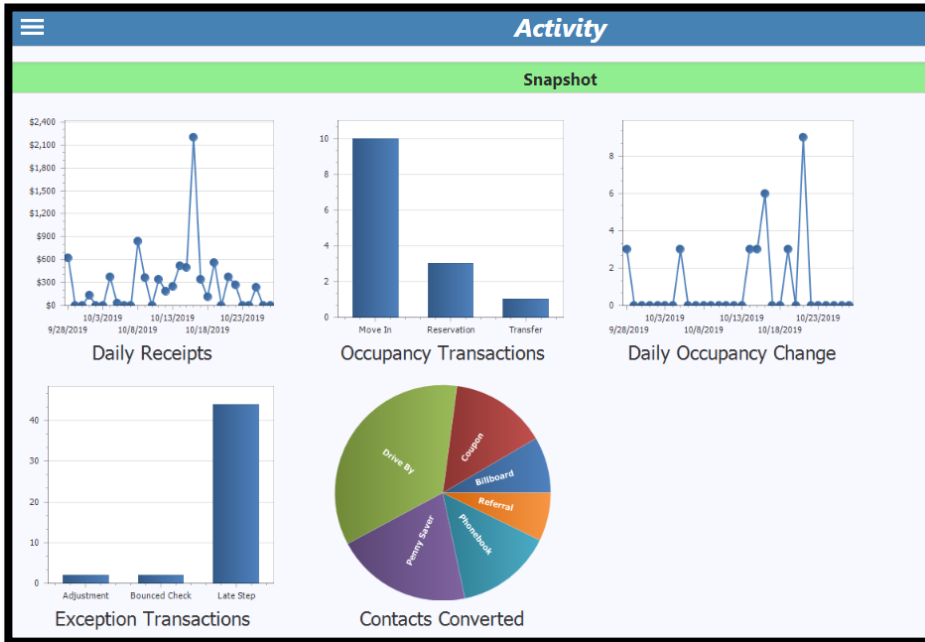 Activity
Snapshot
$2,400
$2,100
$1,800
$1,500
$1,200
$900
$600
$300
$0
10/3/2019 10/13/2019 10/23/2019
9/28/2019 10/8/2019 10/18/2019
Daily Receipts
10
8
6
4
2
0
Move In Reservation Transfer
Occupancy Transactions
8
6
4
2
0
10/3/2019 10/13/2019 10/23/2019
9/28/2019 10/8/2019 10/18/2019
Daily Occupancy Change
40
30
20
10
0
Adjustment Bounced Check Late Step
Exception Transactions
Drive By
Coupon
Billboard
Referral
Phonebook
Penny Saver
Contacts Converted